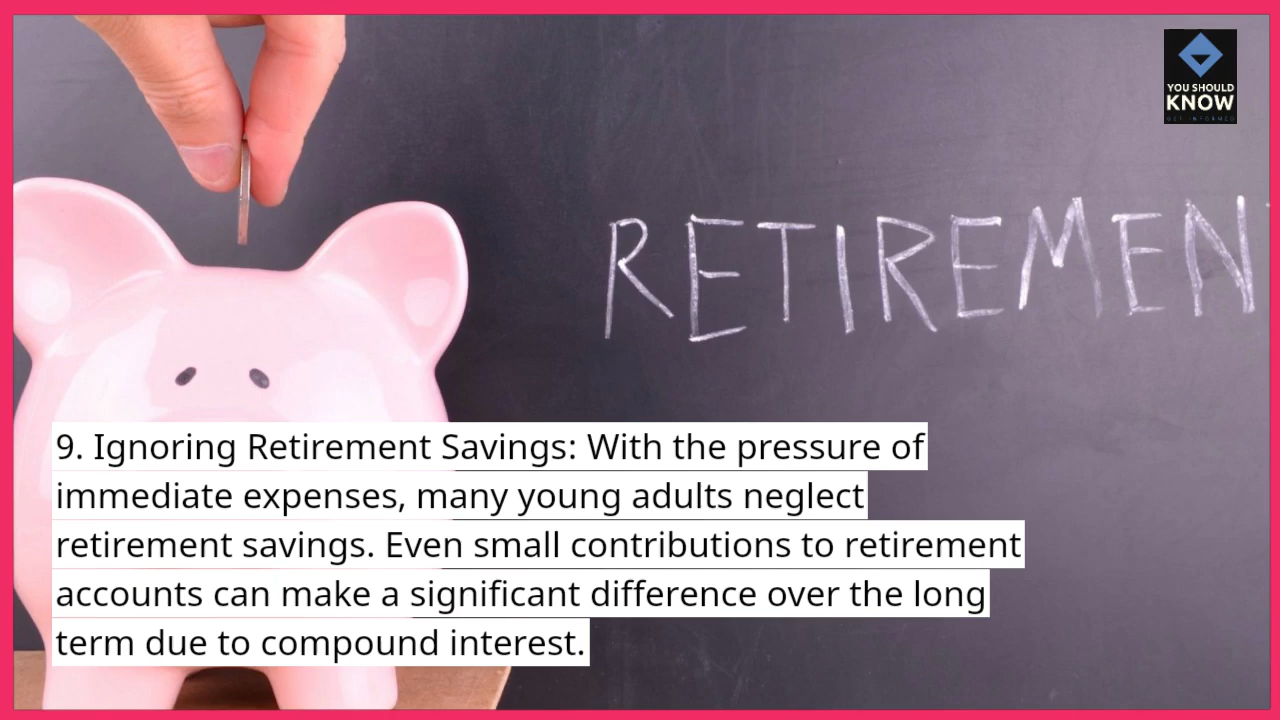 YOU SHOULD
KNOW
GET INFORMED
RETIREMEN
9. Ignoring Retirement Savings: With the pressure of
immediate expenses, many young adults neglect
retirement savings. Even small contributions to retirement
accounts can make a significant difference over the long
term due to compound interest.